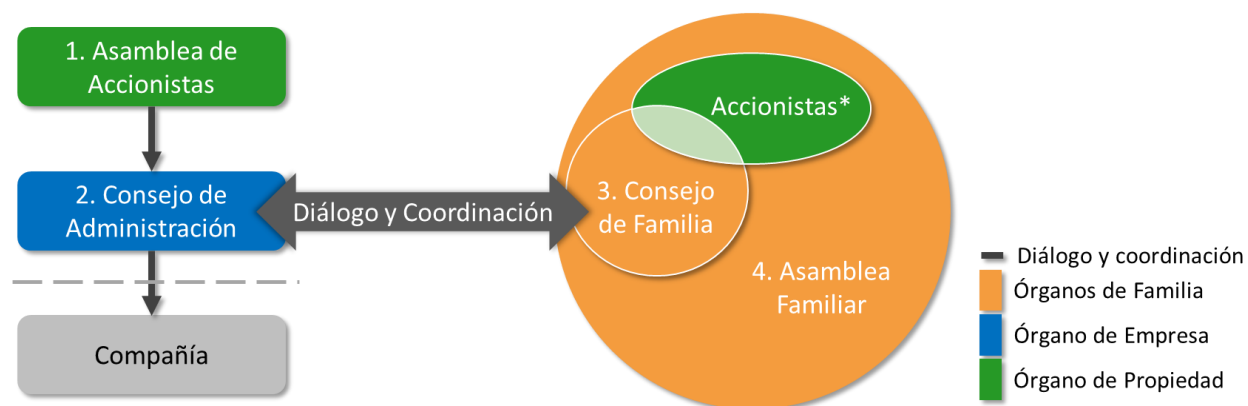 1. Asamblea de
Accionistas
2. Consejo de
Administración
Compañía
Diálogo y Coordinación
Accionistas*
3. Consejo
de Familia
4. Asamblea
Familiar
Diálogo y coordinación
Órganos de Familia
Órgano de Empresa
Órgano de Propiedad